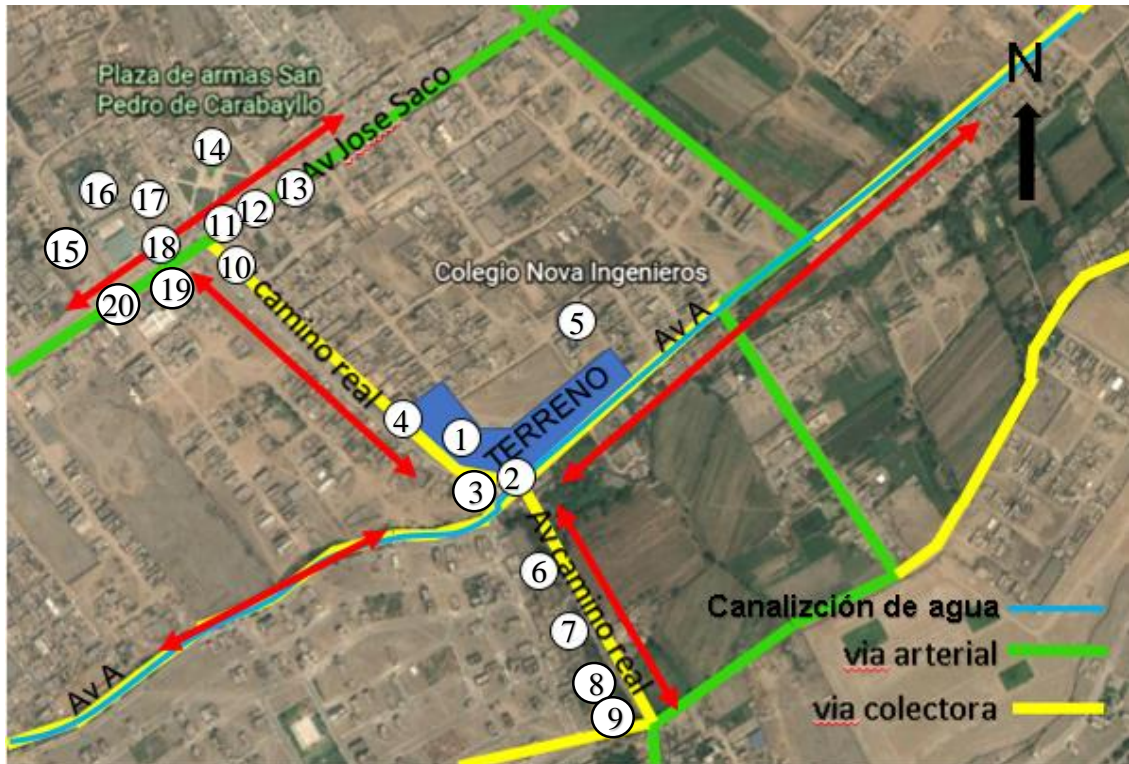 Plaza de armas San
Pedro de Carabayllo
N
Av Jose Saco
14
16
17
13
12
11
15
18
10
19
20
Colegio Nova Ingenieros
camino real
5
Av A
4
1
TERRENO
3
2
Av camino real
6
7
8
9
Av A
Canalizción de agua
via arterial
via colectora